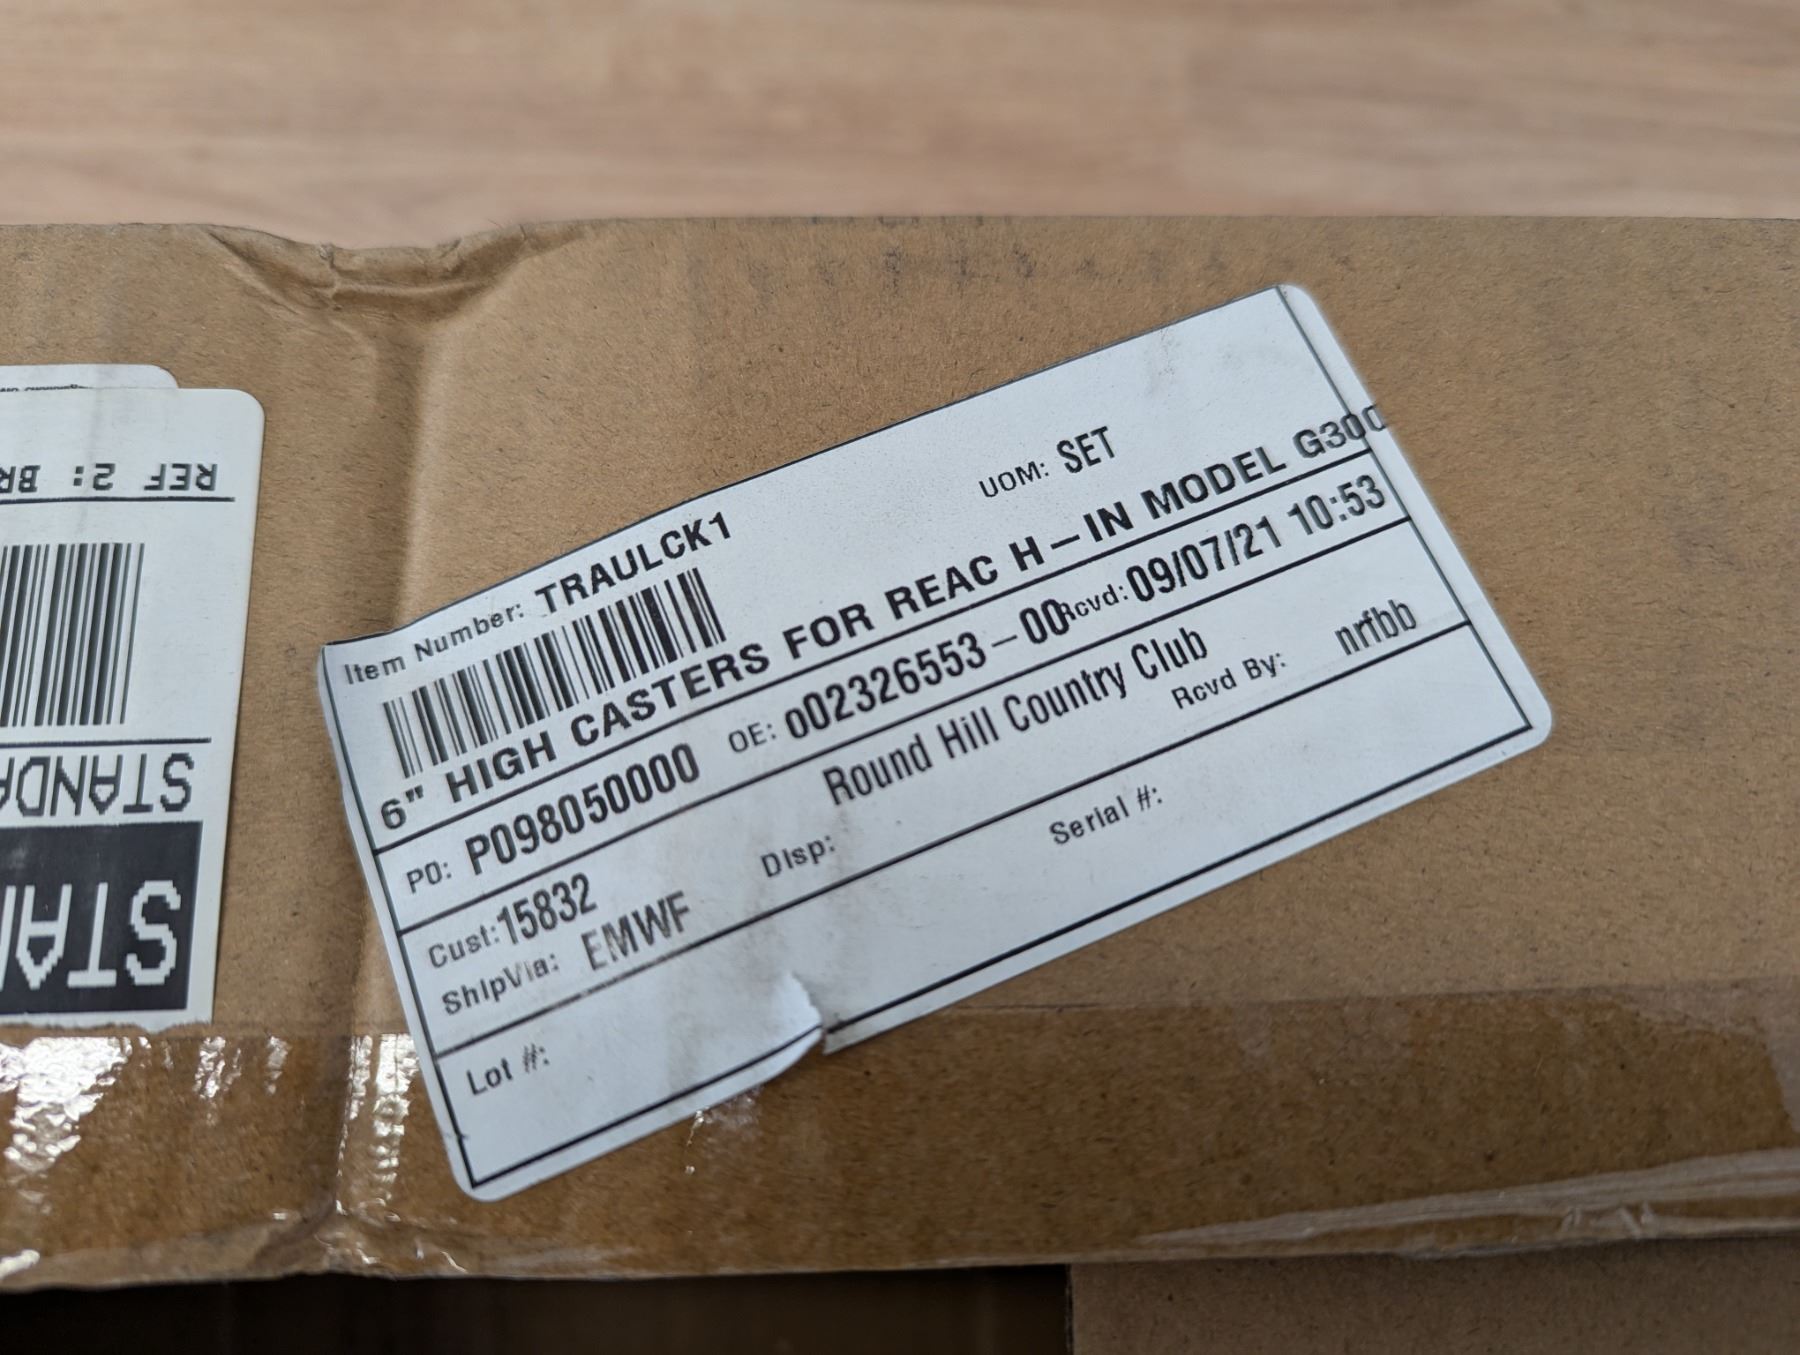 Item Number: TRAULCK1
UOM: SET
6" HIGH CASTERS FOR REAC H-IN MODEL G300
PO: P098050000 OE: o02326553-00 Rcvd: 09/07/21 10:53
Cust:15832 Round Hill Country Club
ShipVia: EMWF Disp: Rcvd By: nrfbb
Lot #: Serial #:
REF 2: BR
STANDA
STA